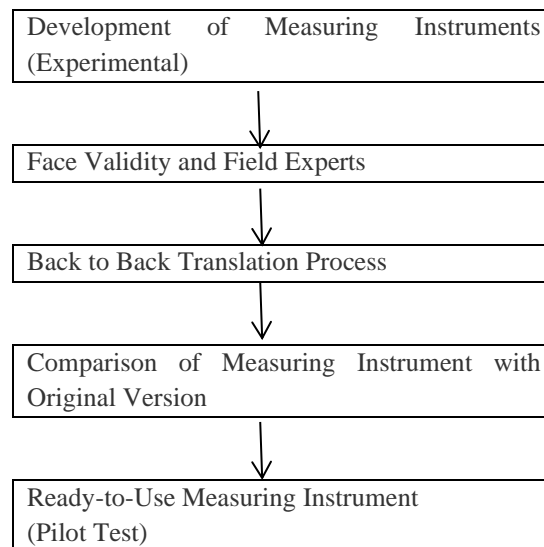 Development of Measuring Instruments
(Experimental)
Face Validity and Field Experts
Back to Back Translation Process
Comparison of Measuring Instrument with
Original Version
Ready-to-Use Measuring Instrument
(Pilot Test)